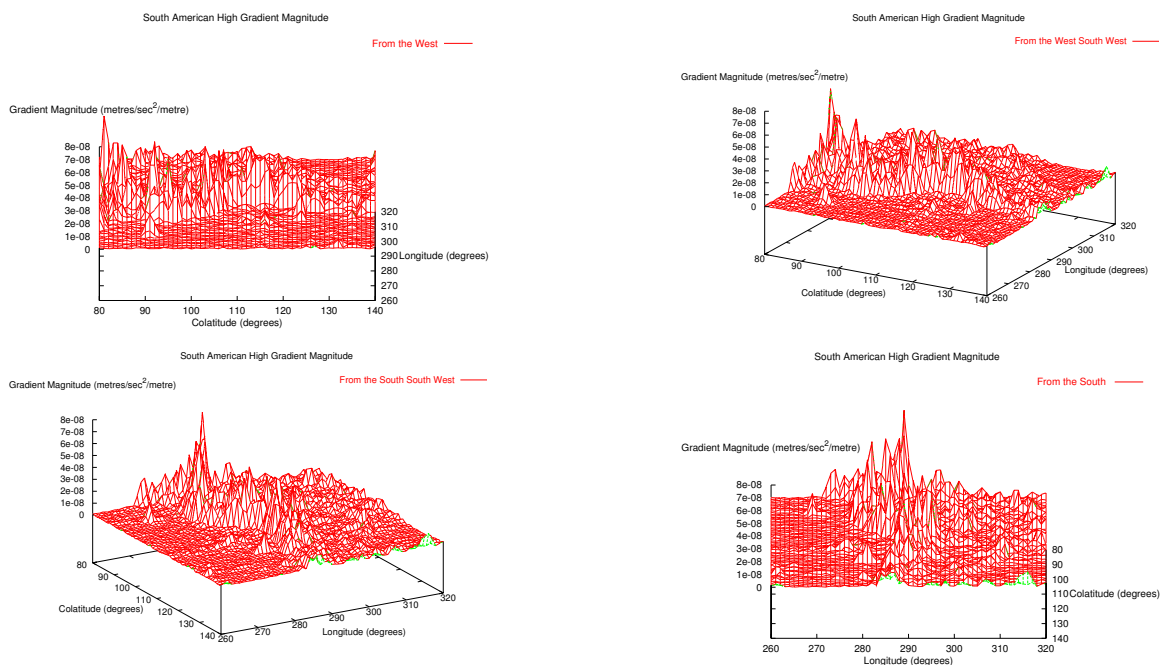 South American High Gradient Magnitude
From the West
Gradient Magnitude (metres/sec²/metre)
8e-08
7e-08
6e-08
5e-08
4e-08
3e-08
2e-08
1e-08
0
320
310
300
290
280
270
260
Longitude (degrees)
80 90 100 110 120 130 140
Colatitude (degrees)
South American High Gradient Magnitude
From the West South West
Gradient Magnitude (metres/sec²/metre)
8e-08
7e-08
6e-08
5e-08
4e-08
3e-08
2e-08
1e-08
0
80 90 100 110 120 130 140
Colatitude (degrees)
260 270 280 290 300 310 320
Longitude (degrees)
South American High Gradient Magnitude
From the South South West
Gradient Magnitude (metres/sec²/metre)
8e-08
7e-08
6e-08
5e-08
4e-08
3e-08
2e-08
1e-08
0
80 90 100 110 120 130 140
Colatitude (degrees)
260 270 280 290 300 310 320
Longitude (degrees)
South American High Gradient Magnitude
From the South
Gradient Magnitude (metres/sec²/metre)
8e-08
7e-08
6e-08
5e-08
4e-08
3e-08
2e-08
1e-08
0
80
90
100
110
120
130
140
Colatitude (degrees)
260 270 280 290 300 310 320
Longitude (degrees)